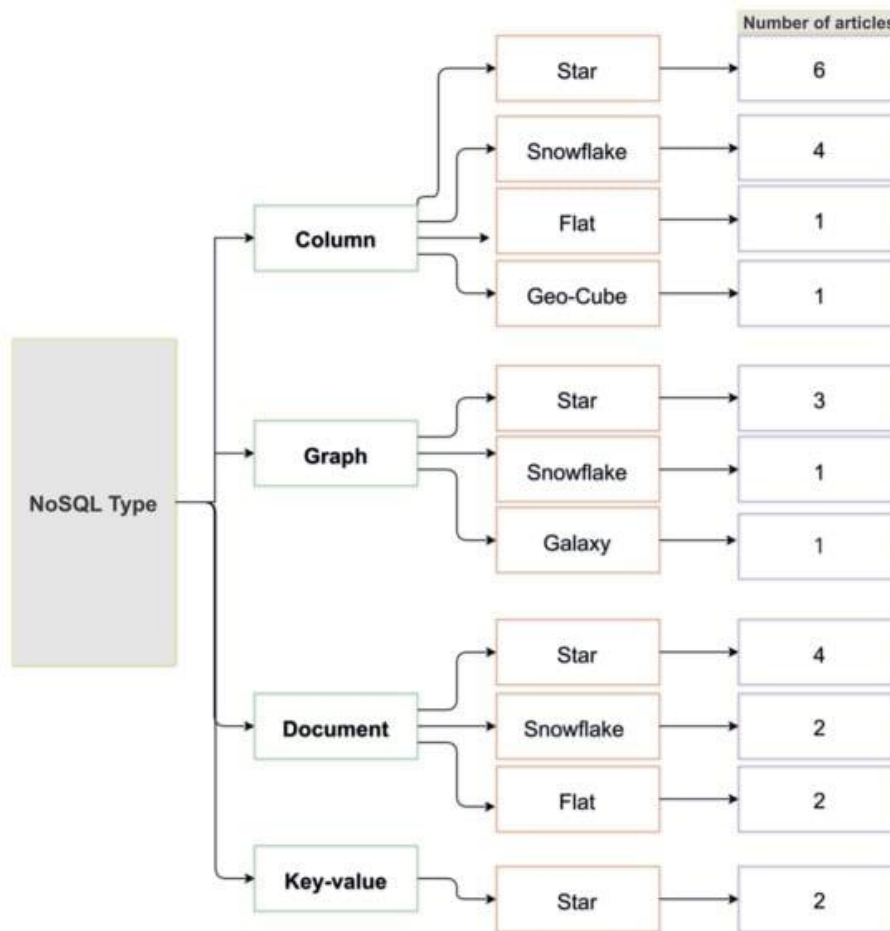 Number of articles
Star
6
Snowflake
4
Column
Flat
1
Geo-Cube
1
Star
3
Graph
Snowflake
1
NoSQL Type
Galaxy
1
Star
4
Document
Snowflake
2
Flat
2
Key-value
Star
2